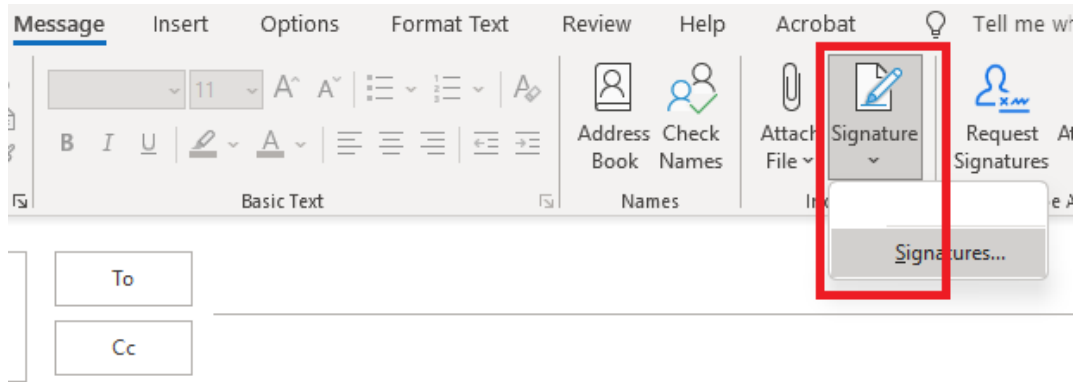 Message Insert Options Format Text Review Help Acrobat Tell me
11 A^ A˅
B I U A
Address Book
Check Names
Attach File
Signature
Request Signatures
Basic Text
Names
Signatures...
To
Cc